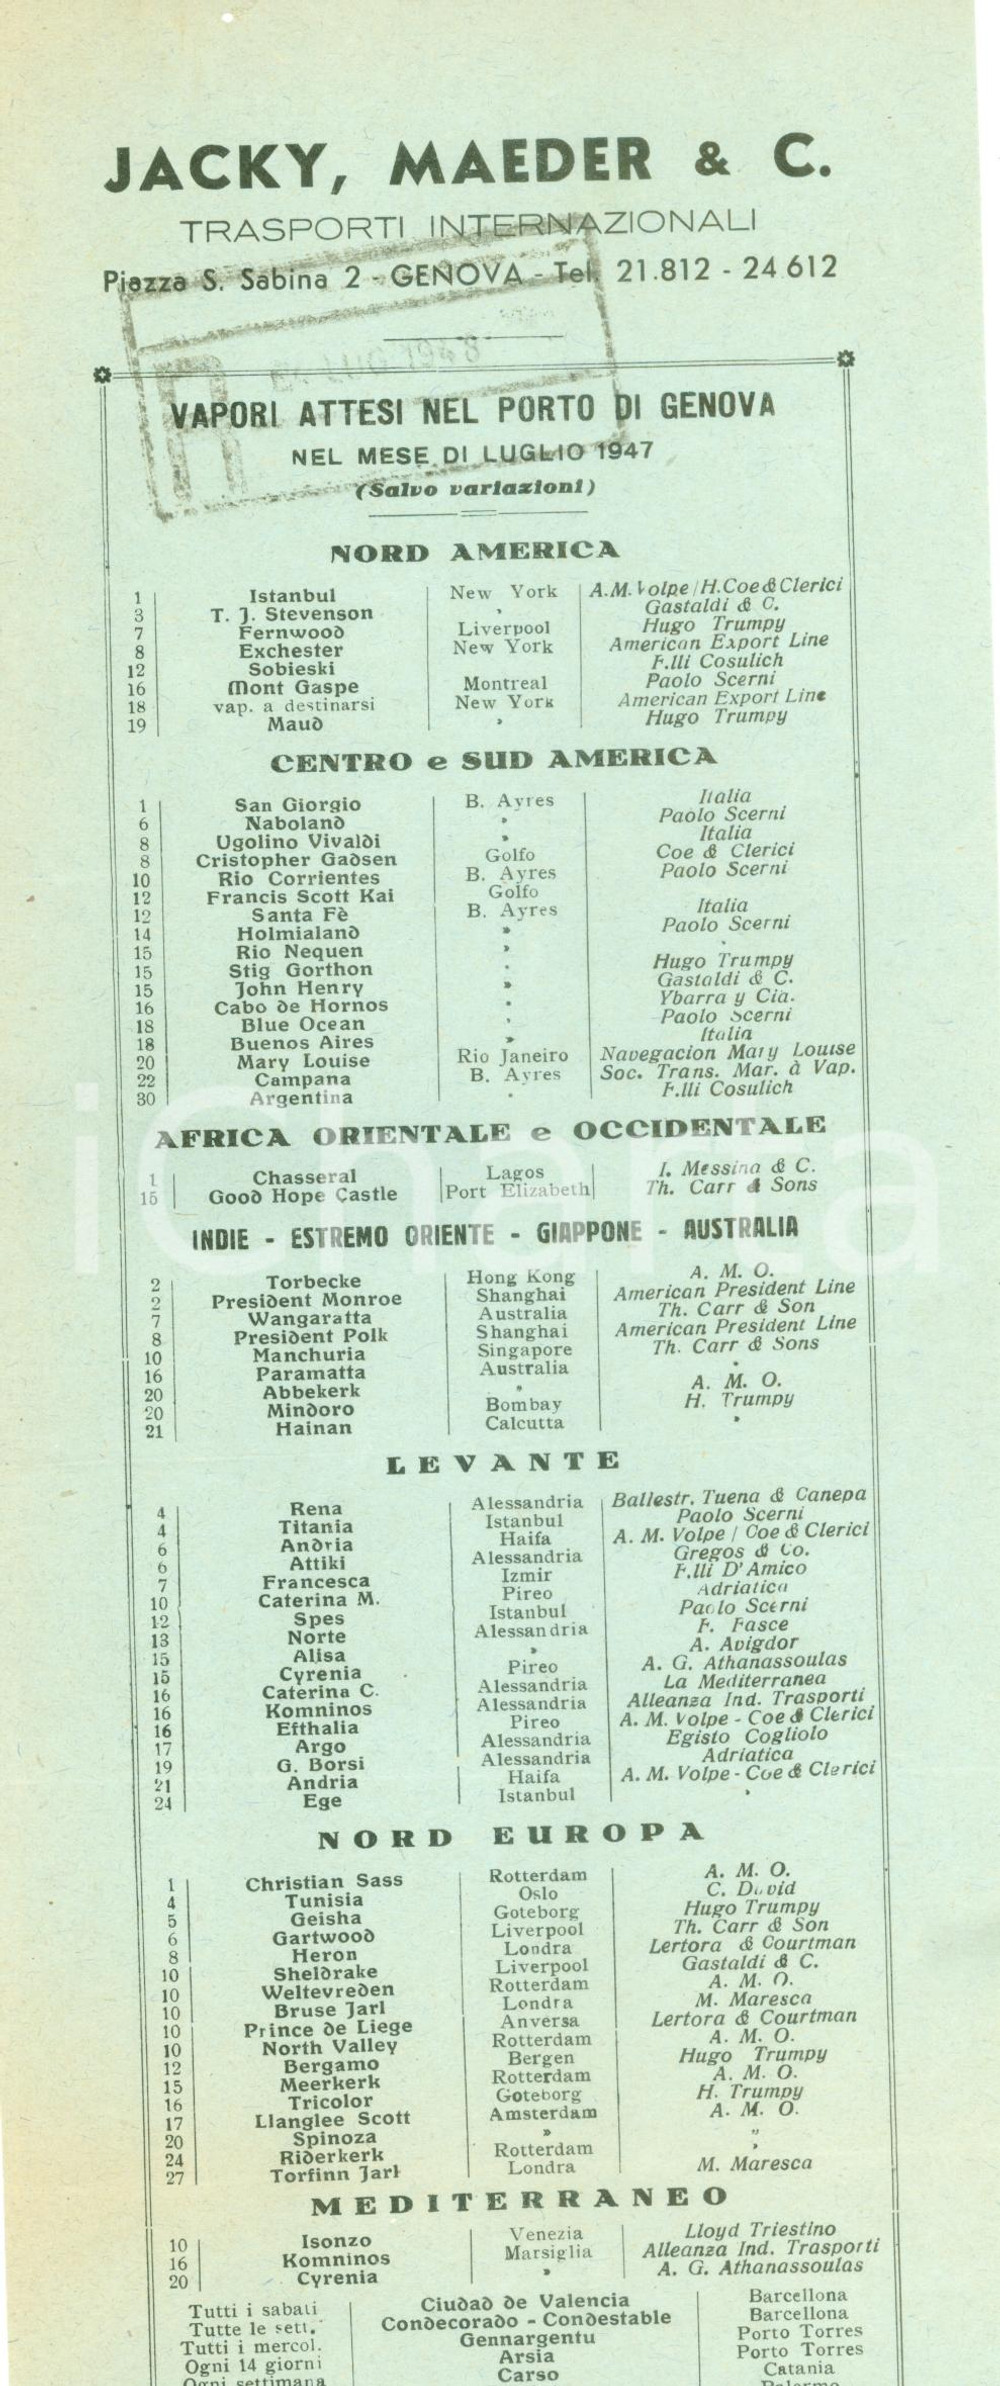 JACKY, MAEDER & C.
TRASPORTI INTERNAZIONALI
Piazza S. Sabina 2 - GENOVA - Tel. 21.812 - 24 612
LUG 1948
VAPORI ATTESI NEL PORTO DI GENOVA
NEL MESE DI LUGLIO 1947
(Salvo variazioni)
NORD AMERICA
1 Istanbul New York A.M. Volpe / H. Coe & Clerici
3 T. J. Stevenson » Gastaldi & C.
7 Fernwood Liverpool Hugo Trumpy
8 Exchester New York American Export Line
12 Sobieski F.lli Cosulich
16 Mont Gaspe Montreal Paolo Scerni
18 vap. a destinarsi New York American Export Line
19 Maud » Hugo Trumpy
CENTRO e SUD AMERICA
1 San Giorgio B. Ayres Italia
6 Naboland » Paolo Scerni
8 Ugolino Vivaldi » Italia
8 Cristopher Gadsen Golfo Coe & Clerici
10 Rio Corrientes B. Ayres Paolo Scerni
12 Francis Scott Kai Golfo
12 Santa Fè B. Ayres Italia
14 Holmialand » Paolo Scerni
15 Rio Nequen » »
15 Stig Gorthon » Hugo Trumpy
15 John Henry » Gastaldi & C.
16 Cabo de Hornos » Ybarra y Cia.
18 Blue Ocean » Paolo Scerni
18 Buenos Aires » Italia
20 Mary Louise Rio Janeiro Navegacion Mary Louise
22 Campana B. Ayres Soc. Trans. Mar. à Vap.
30 Argentina » F.lli Cosulich
AFRICA ORIENTALE e OCCIDENTALE
1 Chasseral Lagos I. Messina & C.
15 Good Hope Castle Port Elizabeth Th. Carr & Sons
INDIE - ESTREMO ORIENTE - GIAPPONE - AUSTRALIA
2 Torbecke Hong Kong A. M. O.
2 President Monroe Shanghai American President Line
7 Wangaratta Australia Th. Carr & Son
8 President Polk Shanghai American President Line
10 Manchuria Singapore Th. Carr & Sons
16 Paramatta Australia »
20 Abbekerk » A. M. O.
20 Mindoro Bombay H. Trumpy
21 Hainan Calcutta »
LEVANTE
4 Rena Alessandria Ballestr. Tuena & Canepa
4 Titania Istanbul Paolo Scerni
6 Andria Haifa A. M. Volpe / Coe & Clerici
6 Attiki Alessandria Gregos & Co.
7 Francesca Izmir F.lli D'Amico
10 Caterina M. Pireo Adriatica
12 Spes Istanbul Paolo Scerni
13 Norte Alessandria F. Fasce
15 Alisa » A. Avigdor
15 Cyrenia Pireo A. G. Athanassoulas
16 Caterina C. Alessandria La Mediterranea
16 Komninos Alessandria Alleanza Ind. Trasporti
16 Efthalia Pireo A. M. Volpe - Coe & Clerici
17 Argo Alessandria Egisto Cogliolo
19 G. Borsi Alessandria Adriatica
21 Andria Haifa A. M. Volpe - Coe & Clerici
24 Ege Istanbul »
NORD EUROPA
1 Christian Sass Rotterdam A. M. O.
4 Tunisia Oslo C. David
5 Geisha Goteborg Hugo Trumpy
6 Gartwood Liverpool Th. Carr & Son
8 Heron Londra Lertora & Courtman
10 Sheldrake Liverpool Gastaldi & C.
10 Weltevreden Rotterdam A. M. O.
10 Bruse Jarl Londra M. Maresca
10 Prince de Liege Anversa Lertora & Courtman
10 North Valley Rotterdam A. M. O.
12 Bergamo Bergen Hugo Trumpy
15 Meerkerk Rotterdam A. M. O.
16 Tricolor Goteborg H. Trumpy
17 Llanglee Scott Amsterdam A. M. O.
20 Spinoza » »
24 Riderkerk Rotterdam »
27 Torfinn Jarl Londra M. Maresca
MEDITERRANEO
10 Isonzo Venezia Lloyd Triestino
16 Komninos Marsiglia Alleanza Ind. Trasporti
20 Cyrenia » A. G. Athanassoulas
Tutti i sabati Ciudad de Valencia Barcellona
Tutte le sett. Condecorado - Condestable Barcellona
Tutti i mercol. Gennargentu Porto Torres
Ogni 14 giorni Arsia Porto Torres
Ogni settimana Carso Catania
Palermo